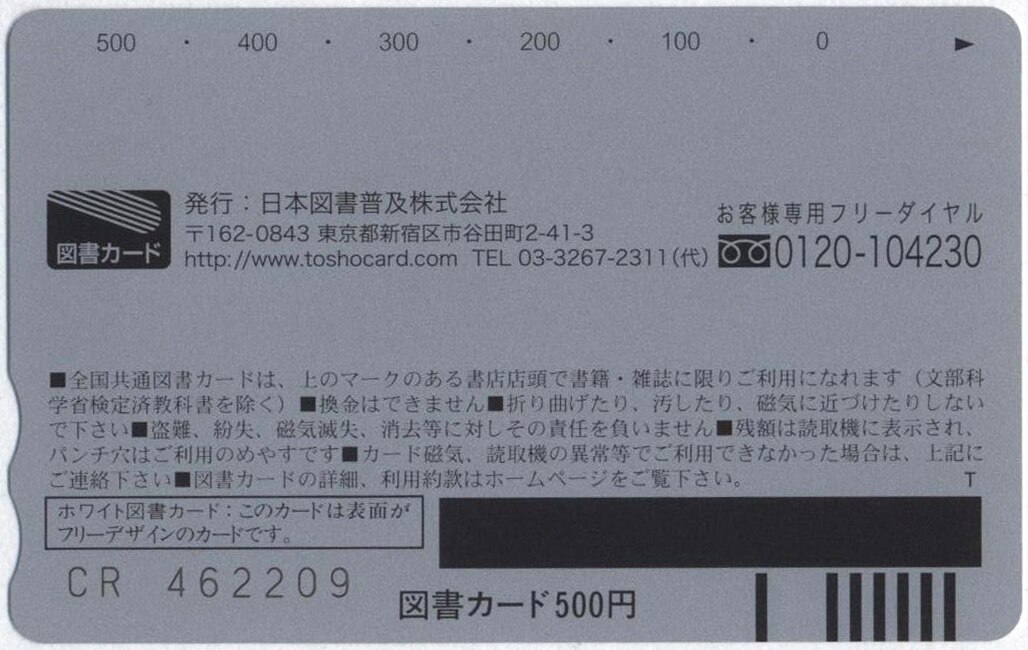 500 · 400 · 300 · 200 · 100 · 0 ▶
図書カード
発行：日本図書普及株式会社
〒162-0843 東京都新宿区市谷田町2-41-3
http://www.toshocard.com TEL 03-3267-2311(代)
お客様専用フリーダイヤル
0120-104230
■全国共通図書カードは、上のマークのある書店店頭で書籍・雑誌に限りご利用になれます（文部科
学省検定済教科書を除く）■換金はできません■折り曲げたり、汚したり、磁気に近づけたりしない
で下さい■盗難、紛失、磁気滅失、消去等に対しその責任を負いません■残額は読取機に表示され、
パンチ穴はご利用のめやすです■カード磁気、読取機の異常等でご利用できなかった場合は、上記に
ご連絡下さい■図書カードの詳細、利用約款はホームページをご覧下さい。 T
ホワイト図書カード：このカードは表面が
フリーデザインのカードです。
CR 462209
図書カード500円